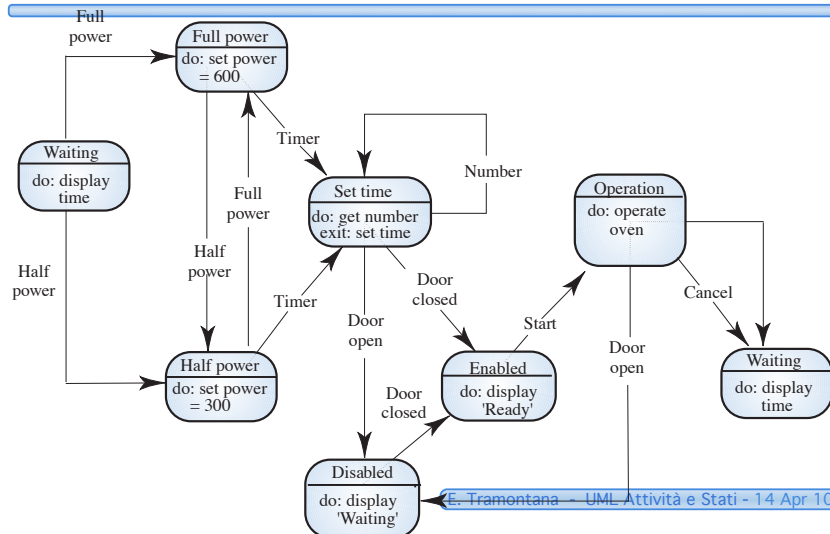 Full
power
Full power
do: set power
= 600
Timer
Waiting
do: display
time
Full
power
Number
Set time
do: get number
exit: set time
Operation
do: operate
oven
Half
power
Half
power
Timer
Door
open
Door
closed
Start
Cancel
Door
open
Half power
do: set power
= 300
Enabled
do: display
'Ready'
Door
closed
Waiting
do: display
time
Disabled
do: display
'Waiting'
E. Tramontana - UML Attività e Stati - 14 Apr 10